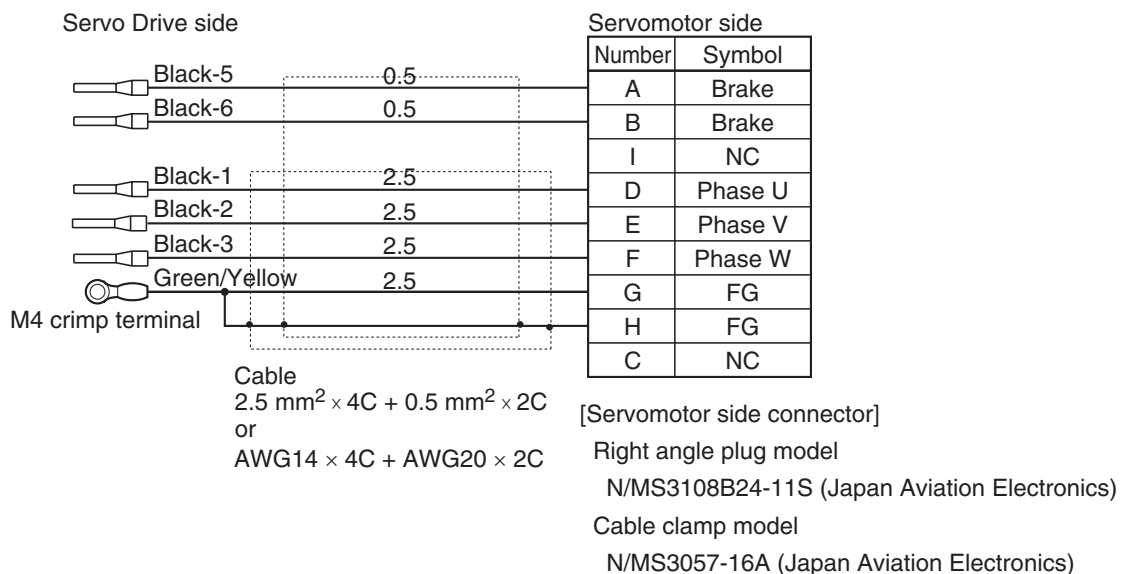 Servo Drive side
Servomotor side
Number Symbol
Black-5 0.5 A Brake
Black-6 0.5 B Brake
I NC
Black-1 2.5 D Phase U
Black-2 2.5 E Phase V
Black-3 2.5 F Phase W
Green/Yellow 2.5 G FG
M4 crimp terminal H FG
C NC
Cable
2.5 mm² × 4C + 0.5 mm² × 2C
or
AWG14 × 4C + AWG20 × 2C
[Servomotor side connector]
Right angle plug model
N/MS3108B24-11S (Japan Aviation Electronics)
Cable clamp model
N/MS3057-16A (Japan Aviation Electronics)